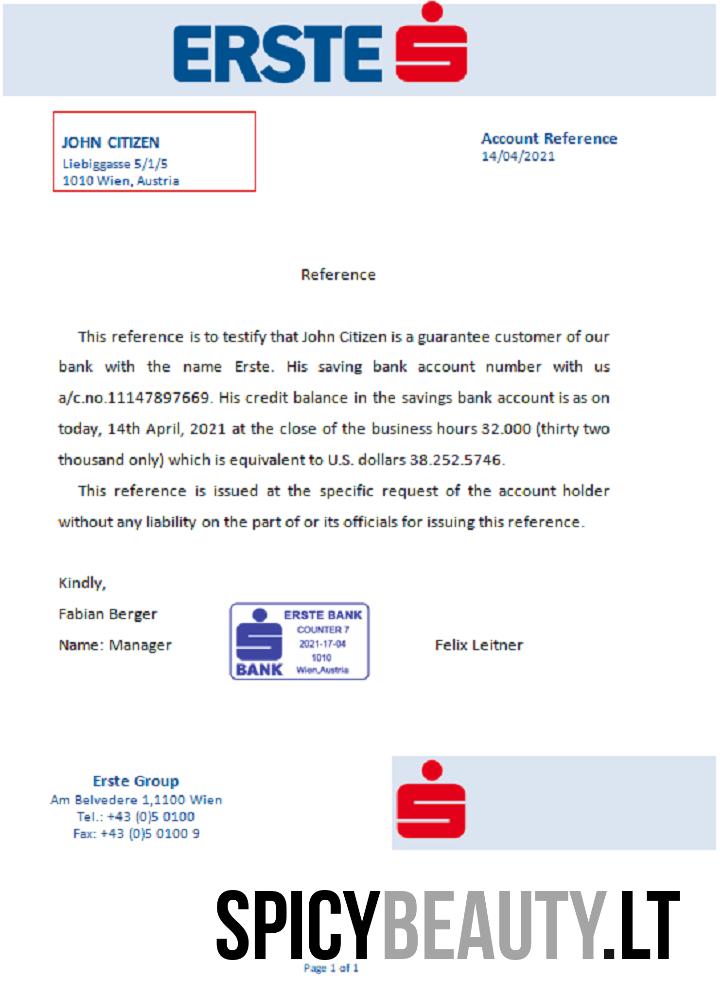 ERSTE
JOHN CITIZEN
Liebiggasse 5/1/5
1010 Wien, Austria
Account Reference
14/04/2021
Reference
This reference is to testify that John Citizen is a guarantee customer of our
bank with the name Erste. His saving bank account number with us
a/c.no.11147897669. His credit balance in the savings bank account is as on
today, 14th April, 2021 at the close of the business hours 32.000 (thirty two
thousand only) which is equivalent to U.S. dollars 38.252.5746.
This reference is issued at the specific request of the account holder
without any liability on the part of or its officials for issuing this reference.
Kindly,
Fabian Berger
Name: Manager
ERSTE BANK
COUNTER 7
2021-17-04
1010
Wien,Austria
BANK
Felix Leitner
Erste Group
Am Belvedere 1,1100 Wien
Tel.: +43 (0)5 0100
Fax: +43 (0)5 0100 9
SPICYBEAUTY.LT
Page 1 of 1